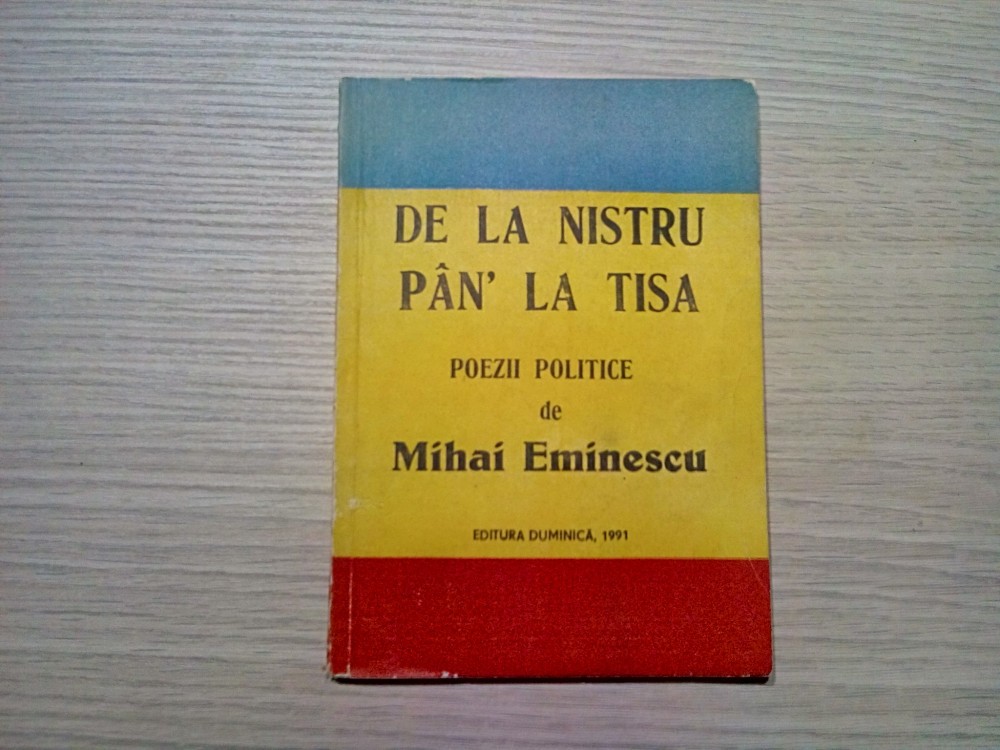 DE LA NISTRU
PÂN' LA TISA
POEZII POLITICE
de
Mihai Eminescu
EDITURA DUMINICĂ, 1991